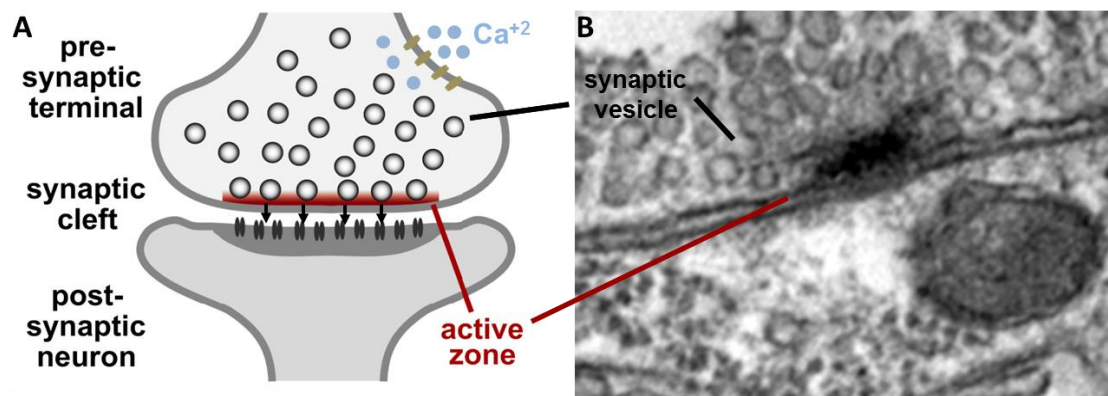 A
pre-
synaptic
terminal
Ca+2
synaptic
cleft
post-
synaptic
neuron
active
zone
B
synaptic
vesicle